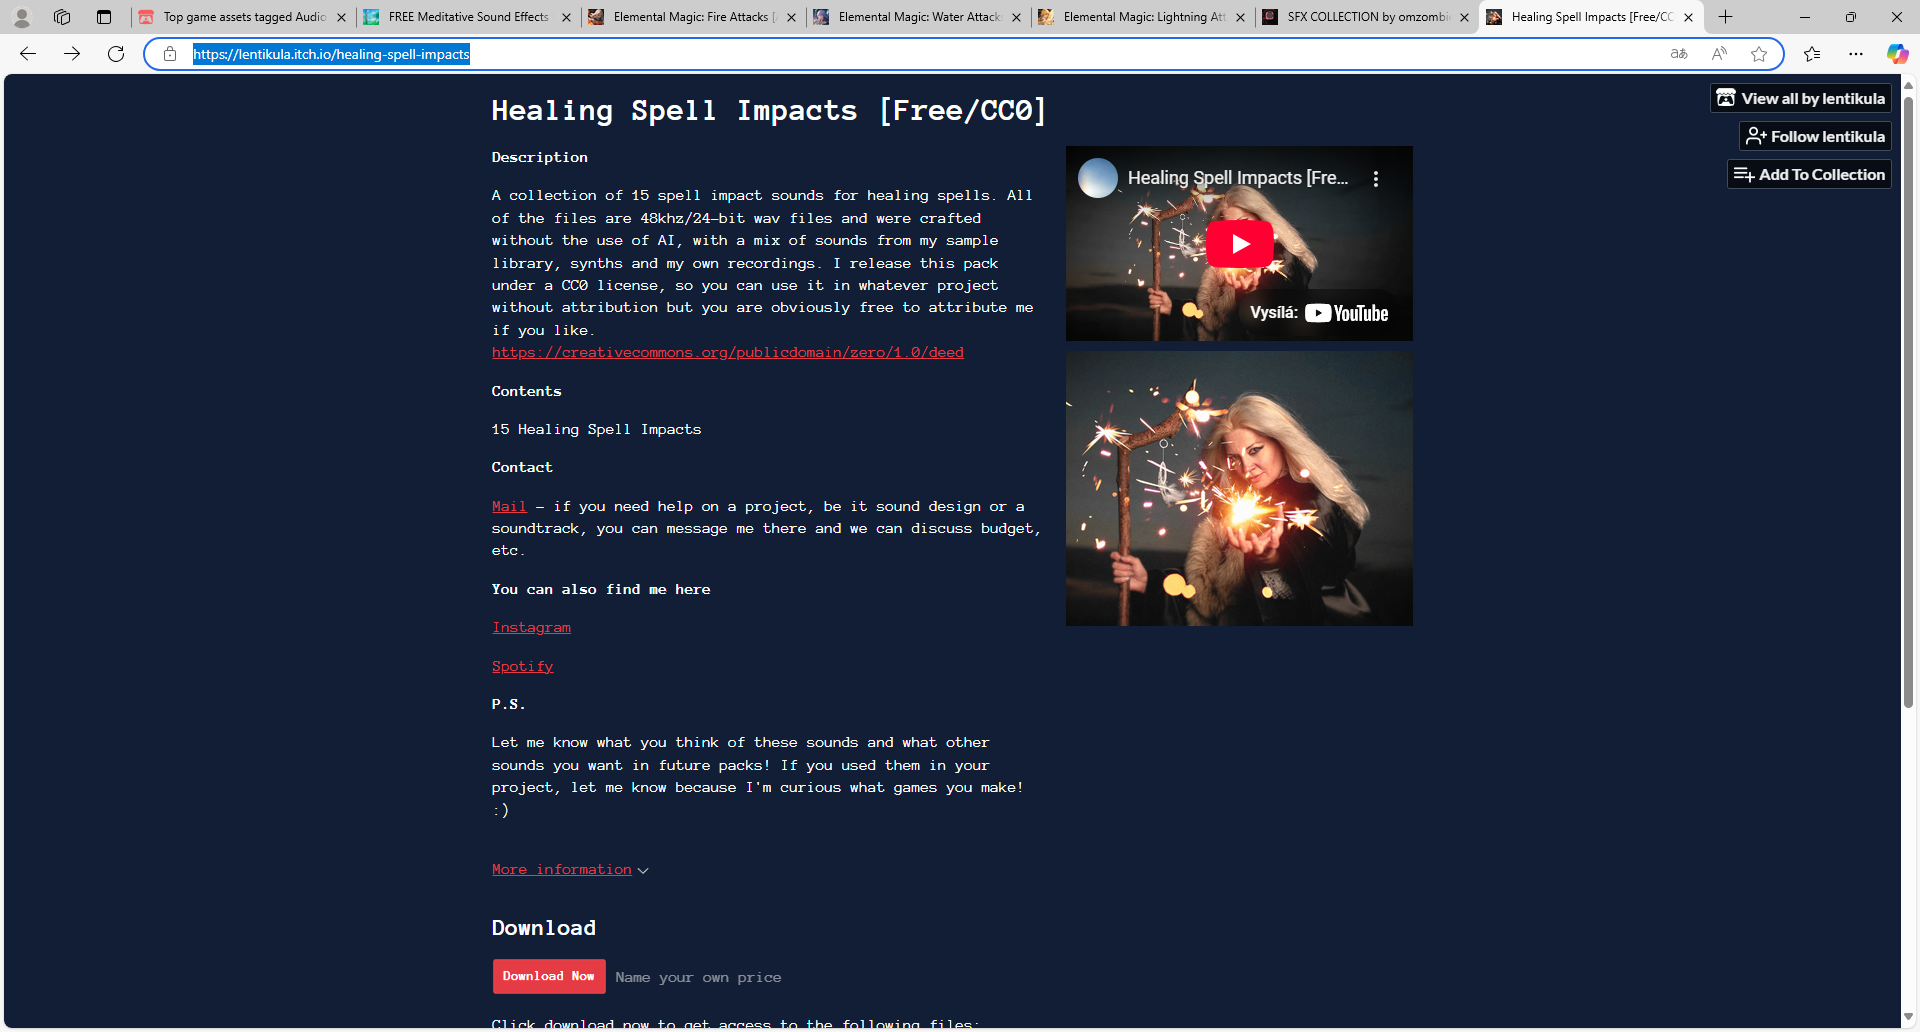 Top game assets tagged Audio
FREE Meditative Sound Effects
Elemental Magic: Fire Attacks [
Elemental Magic: Water Attack
Elemental Magic: Lightning Att
SFX COLLECTION by omzombi
Healing Spell Impacts [Free/CC
https://lentikula.itch.io/healing-spell-impacts
View all by lentikula
Follow lentikula
Add To Collection
Healing Spell Impacts [Free/CC0]
Description
A collection of 15 spell impact sounds for healing spells. All
of the files are 48khz/24-bit wav files and were crafted
without the use of AI, with a mix of sounds from my sample
library, synths and my own recordings. I release this pack
under a CC0 license, so you can use it in whatever project
without attribution but you are obviously free to attribute me
if you like.
https://creativecommons.org/publicdomain/zero/1.0/deed
Contents
15 Healing Spell Impacts
Contact
Mail - if you need help on a project, be it sound design or a
soundtrack, you can message me there and we can discuss budget,
etc.
You can also find me here
Instagram
Spotify
P.S.
Let me know what you think of these sounds and what other
sounds you want in future packs! If you used them in your
project, let me know because I'm curious what games you make!
:)
More information
Download
Download Now
Name your own price
Click download now to get access to the following files:
Healing Spell Impacts [Fre...
Vysílá: YouTube